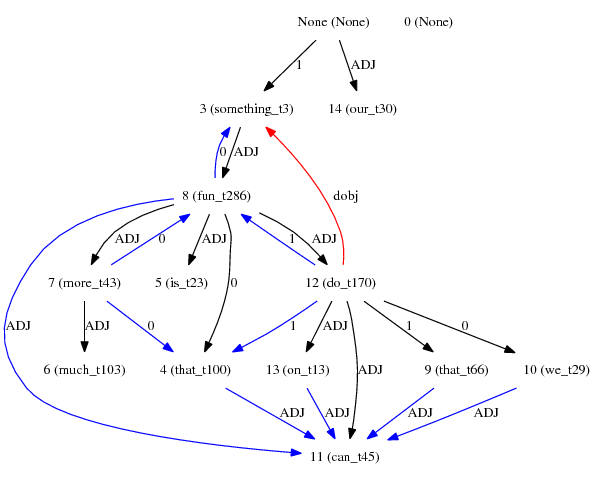 None (None) 0 (None)
1 ADJ
3 (something_t3) 14 (our_t30)
0 ADJ
8 (fun_t286) dobj
ADJ 0 ADJ 0 1 ADJ
7 (more_t43) 5 (is_t23) 12 (do_t170)
ADJ ADJ 0 1 ADJ ADJ 1 0
6 (much_t103) 4 (that_t100) 13 (on_t13) 9 (that_t66) 10 (we_t29)
ADJ ADJ ADJ ADJ
11 (can_t45)